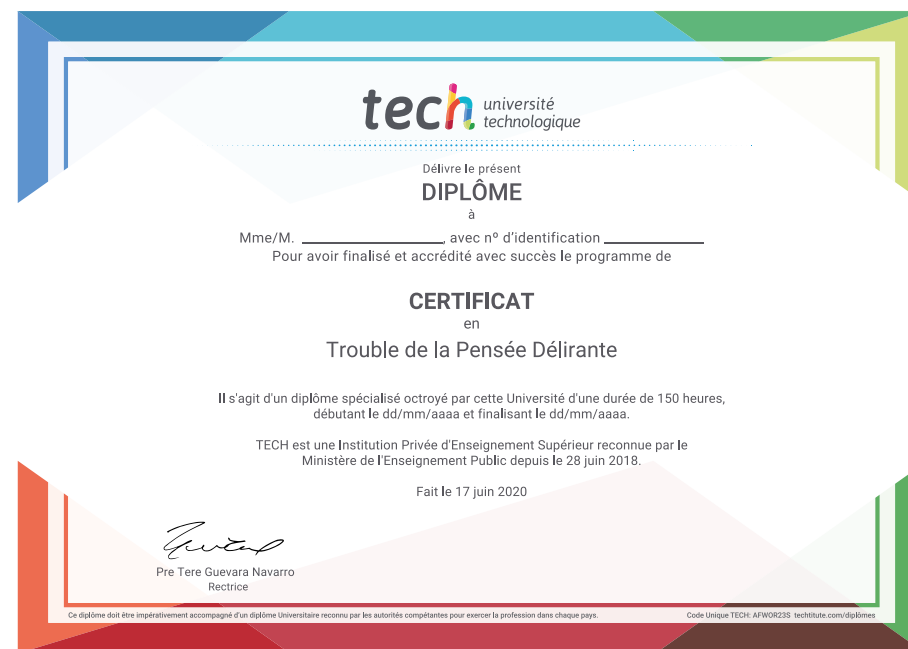 tech université
technologique
Délivre le présent
DIPLÔME
à
Mme/M. ____________________, avec nº d'identification ______________
Pour avoir finalisé et accrédité avec succès le programme de
CERTIFICAT
en
Trouble de la Pensée Délirante
Il s'agit d'un diplôme spécialisé octroyé par cette Université d'une durée de 150 heures,
débutant le dd/mm/aaaa et finalisant le dd/mm/aaaa.
TECH est une Institution Privée d'Enseignement Supérieur reconnue par le
Ministère de l'Enseignement Public depuis le 28 juin 2018.
Fait le 17 juin 2020
Pre Tere Guevara Navarro
Rectrice
Ce diplôme doit être impérativement accompagné d'un diplôme Universitaire reconnu par les autorités compétentes pour exercer la profession dans chaque pays.
Code Unique TECH: AFWOR23S techtitute.com/diplômes